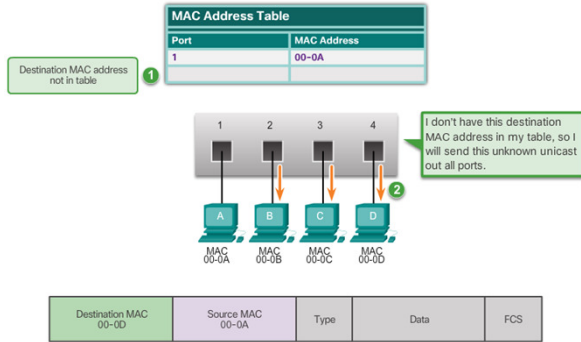 MAC Address Table
Port MAC Address
1 00-0A
Destination MAC address
not in table
1
1 2 3 4
I don't have this destination
MAC address in my table, so I
will send this unknown unicast
out all ports.
2
A B C D
MAC MAC MAC MAC
00-0A 00-0B 00-0C 00-0D
Destination MAC
00-0D
Source MAC
00-0A
Type
Data
FCS